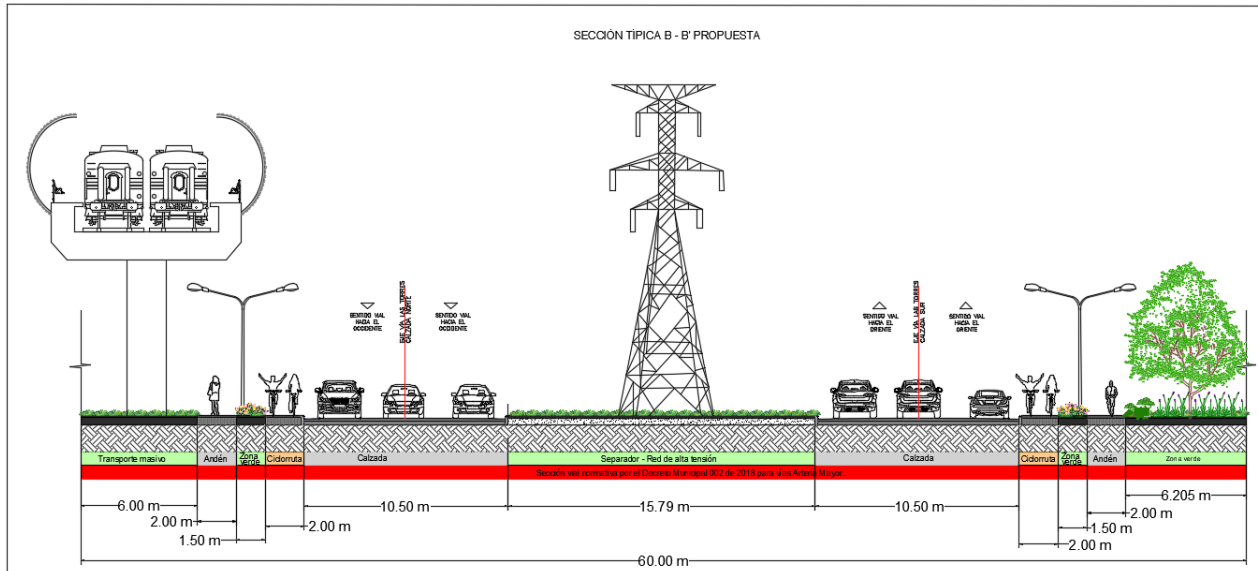 SECCIÓN TÍPICA B - B' PROPUESTA
SENTIDO VIAL
HACIA EL
OCCIDENTE
EJE VÍA LAS TORRES
CALZADA NORTE
SENTIDO VIAL
HACIA EL
OCCIDENTE
SENTIDO VIAL
HACIA EL
ORIENTE
EJE VÍA LAS TORRES
CALZADA SUR
SENTIDO VIAL
HACIA EL
ORIENTE
Transporte masivo
Andén
Zona
verde
Ciclorruta
Calzada
Separador - Red de alta tensión
Calzada
Ciclorruta
Zona
verde
Andén
Zona verde
Sección vial normativa por el Decreto Municipal 002 de 2018 para vías Arteria Mayor.
6.00 m
2.00 m
1.50 m
2.00 m
10.50 m
15.79 m
10.50 m
2.00 m
1.50 m
2.00 m
6.205 m
60.00 m